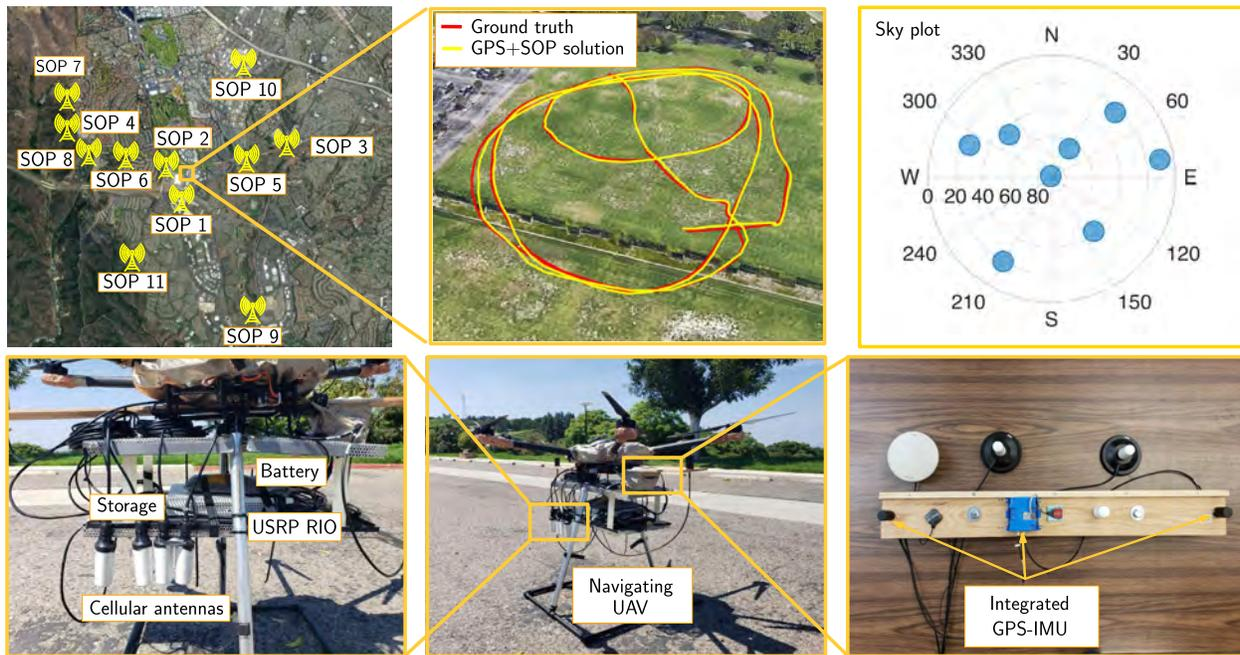 SOP 7
SOP 10
SOP 4
SOP 2
SOP 3
SOP 8
SOP 6
SOP 5
SOP 1
SOP 11
SOP 9
Ground truth
GPS+SOP solution
Sky plot
N
330
30
300
60
W
E
0 20 40 60 80
240
120
210
150
S
Battery
Storage
USRP RIO
Cellular antennas
Navigating
UAV
Integrated
GPS-IMU